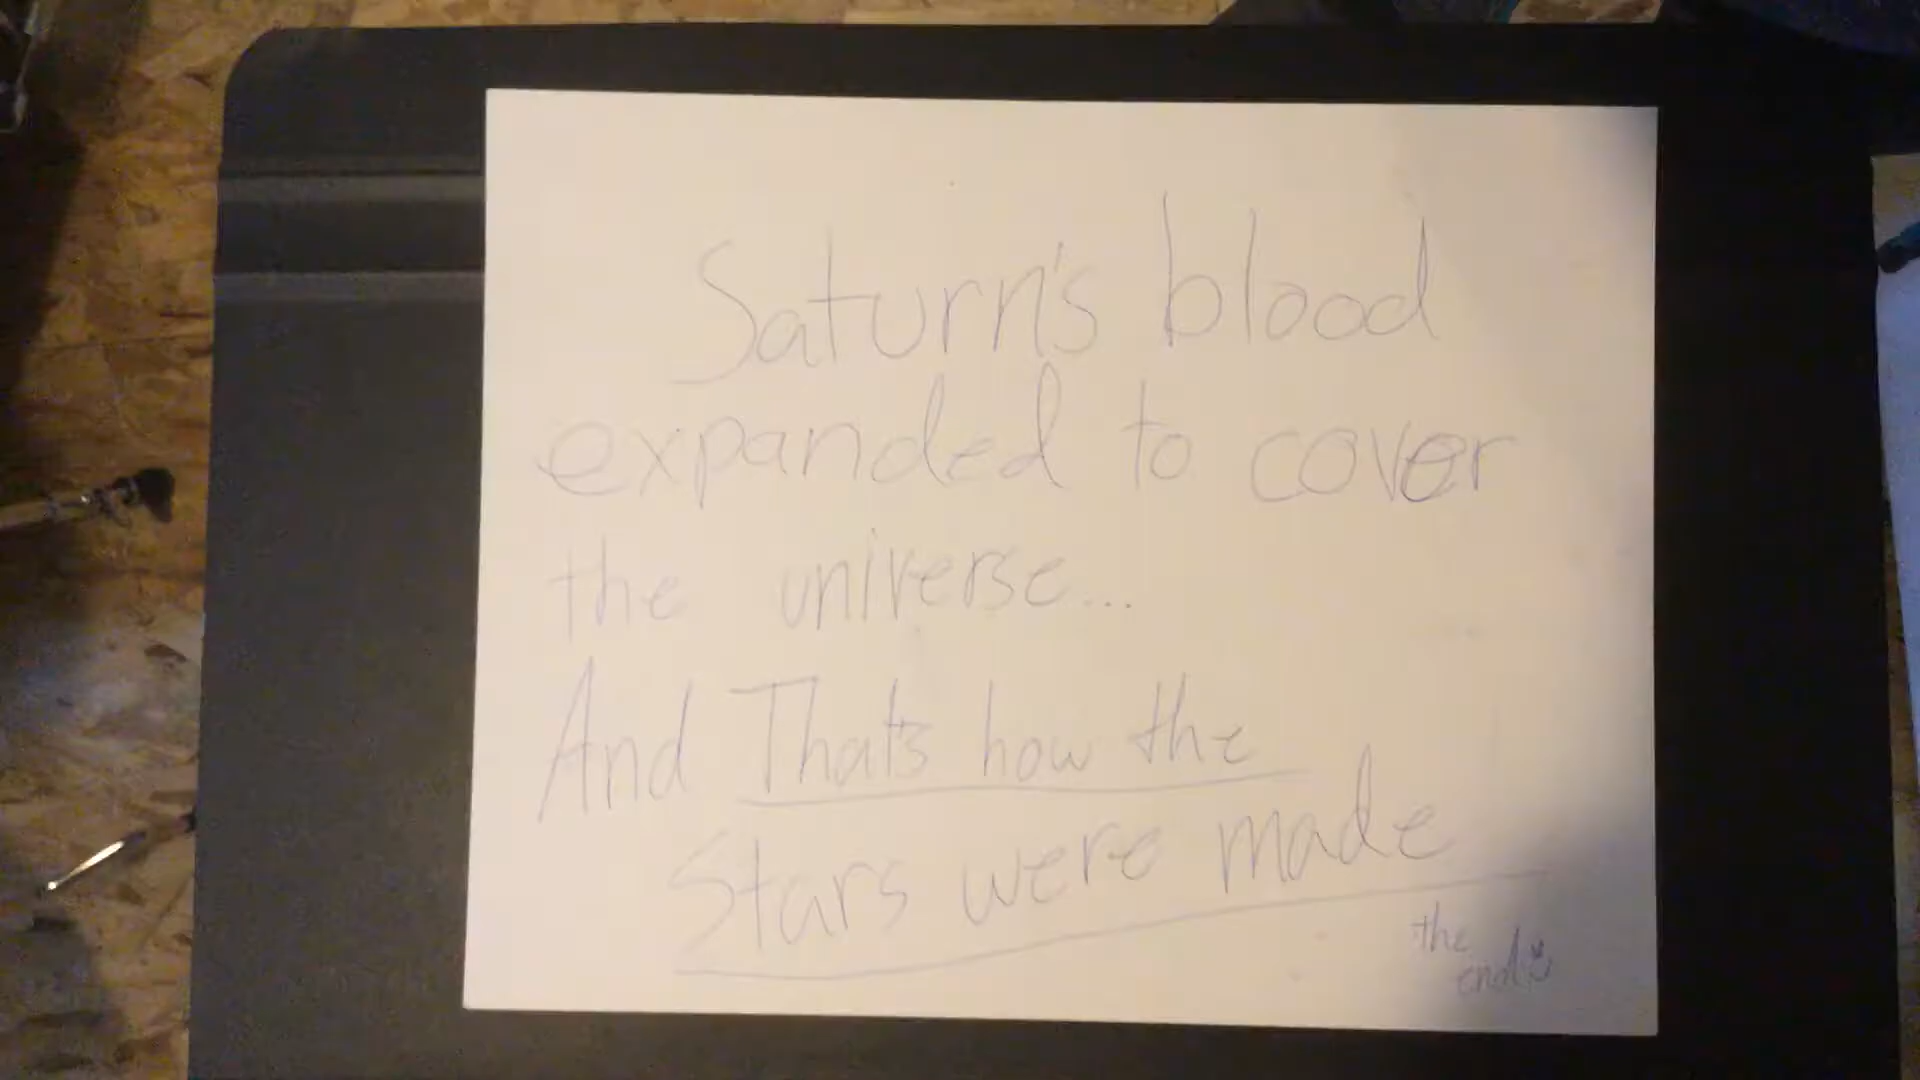 Saturn's blood
expanded to cover
the universe...
And That's how the
Stars were made
the
end